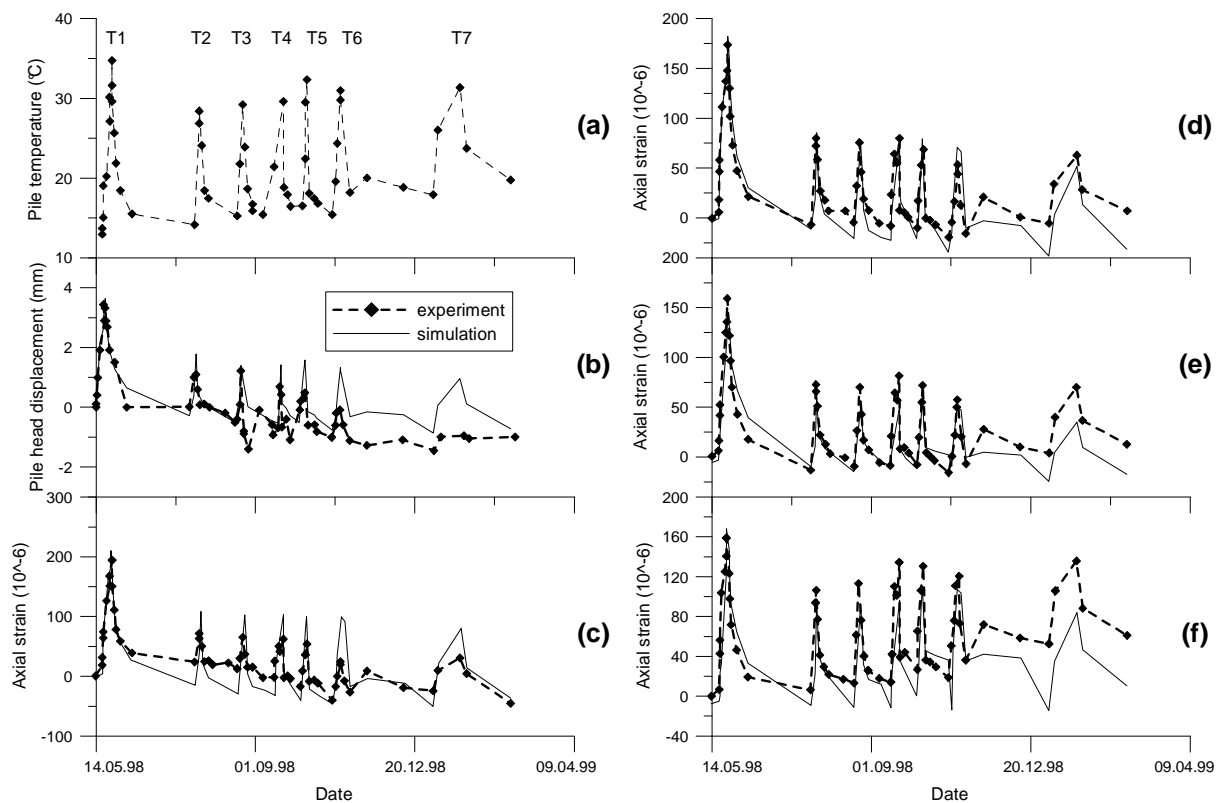 40
30
20
10
Pile temperature (°C)
T1 T2 T3 T4 T5 T6 T7
(a)
4
2
0
-2
Pile head displacement (mm)
experiment
simulation
(b)
300
200
100
0
-100
Axial strain (10^-6)
(c)
14.05.98 01.09.98 20.12.98 09.04.99
Date
200
150
100
50
0
Axial strain (10^-6)
(d)
200
150
100
50
0
Axial strain (10^-6)
(e)
200
160
120
80
40
0
-40
Axial strain (10^-6)
(f)
14.05.98 01.09.98 20.12.98 09.04.99
Date